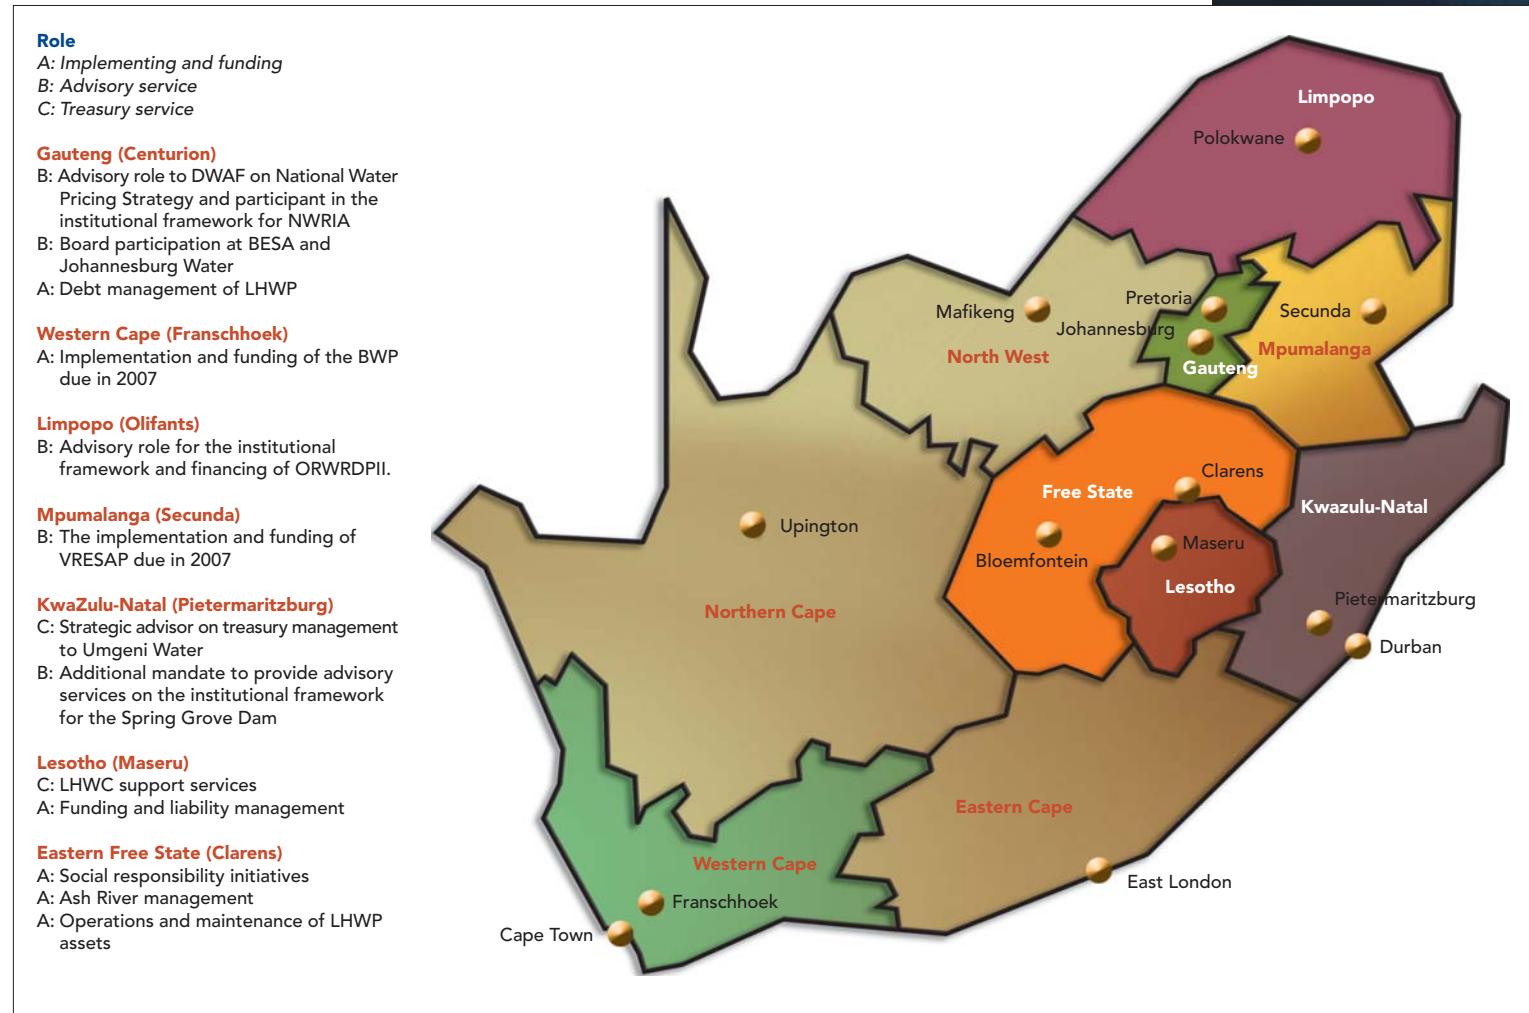 Role
A: Implementing and funding
B: Advisory service
C: Treasury service
Gauteng (Centurion)
B: Advisory role to DWAF on National Water
Pricing Strategy and participant in the
institutional framework for NWRIA
B: Board participation at BESA and
Johannesburg Water
A: Debt management of LHWP
Western Cape (Franschhoek)
A: Implementation and funding of the BWP
due in 2007
Limpopo (Olifants)
B: Advisory role for the institutional
framework and financing of ORWRDPII.
Mpumalanga (Secunda)
B: The implementation and funding of
VRESAP due in 2007
KwaZulu-Natal (Pietermaritzburg)
C: Strategic advisor on treasury management
to Umgeni Water
B: Additional mandate to provide advisory
services on the institutional framework
for the Spring Grove Dam
Lesotho (Maseru)
C: LHWC support services
A: Funding and liability management
Eastern Free State (Clarens)
A: Social responsibility initiatives
A: Ash River management
A: Operations and maintenance of LHWP
assets
Limpopo
Polokwane
Pretoria
Mafikeng
Secunda
Johannesburg
North West
Mpumalanga
Gauteng
Clarens
Free State
Kwazulu-Natal
Upington
Maseru
Bloemfontein
Lesotho
Pietermaritzburg
Northern Cape
Durban
Eastern Cape
Western Cape
East London
Franschhoek
Cape Town